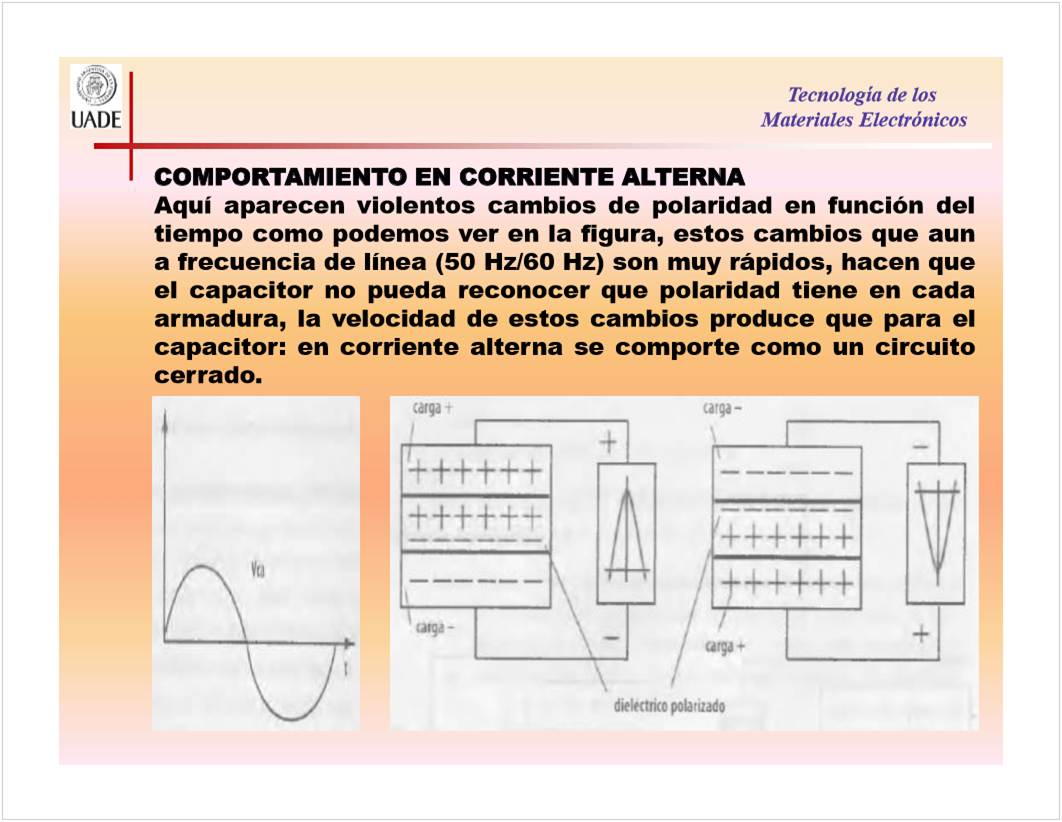 UADE
Tecnología de los
Materiales Electrónicos
COMPORTAMIENTO EN CORRIENTE ALTERNA
Aquí aparecen violentos cambios de polaridad en función del
tiempo como podemos ver en la figura, estos cambios que aun
a frecuencia de línea (50 Hz/60 Hz) son muy rápidos, hacen que
el capacitor no pueda reconocer que polaridad tiene en cada
armadura, la velocidad de estos cambios produce que para el
capacitor: en corriente alterna se comporte como un circuito
cerrado.
Vca
t
carga +
carga –
carga –
carga +
dieléctrico polarizado